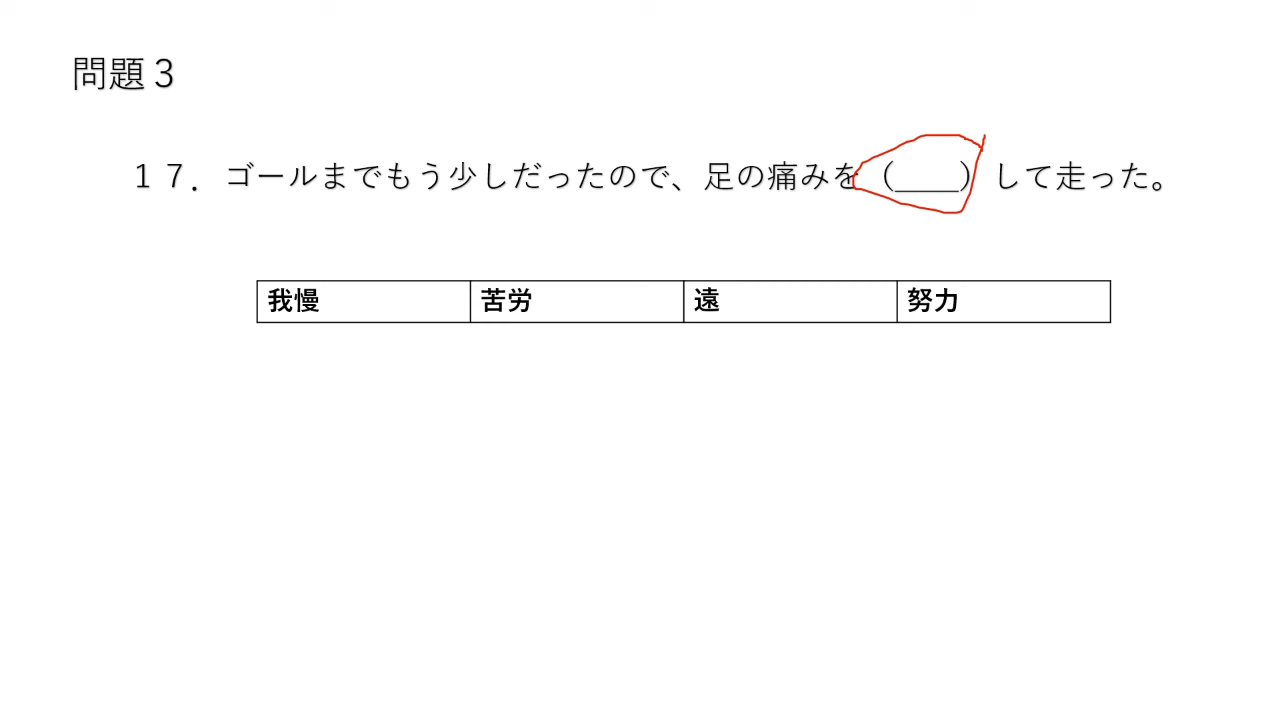 問題３
１７．ゴールまでもう少しだったので、足の痛みを（____）して走った。
我慢 苦労 遠 努力